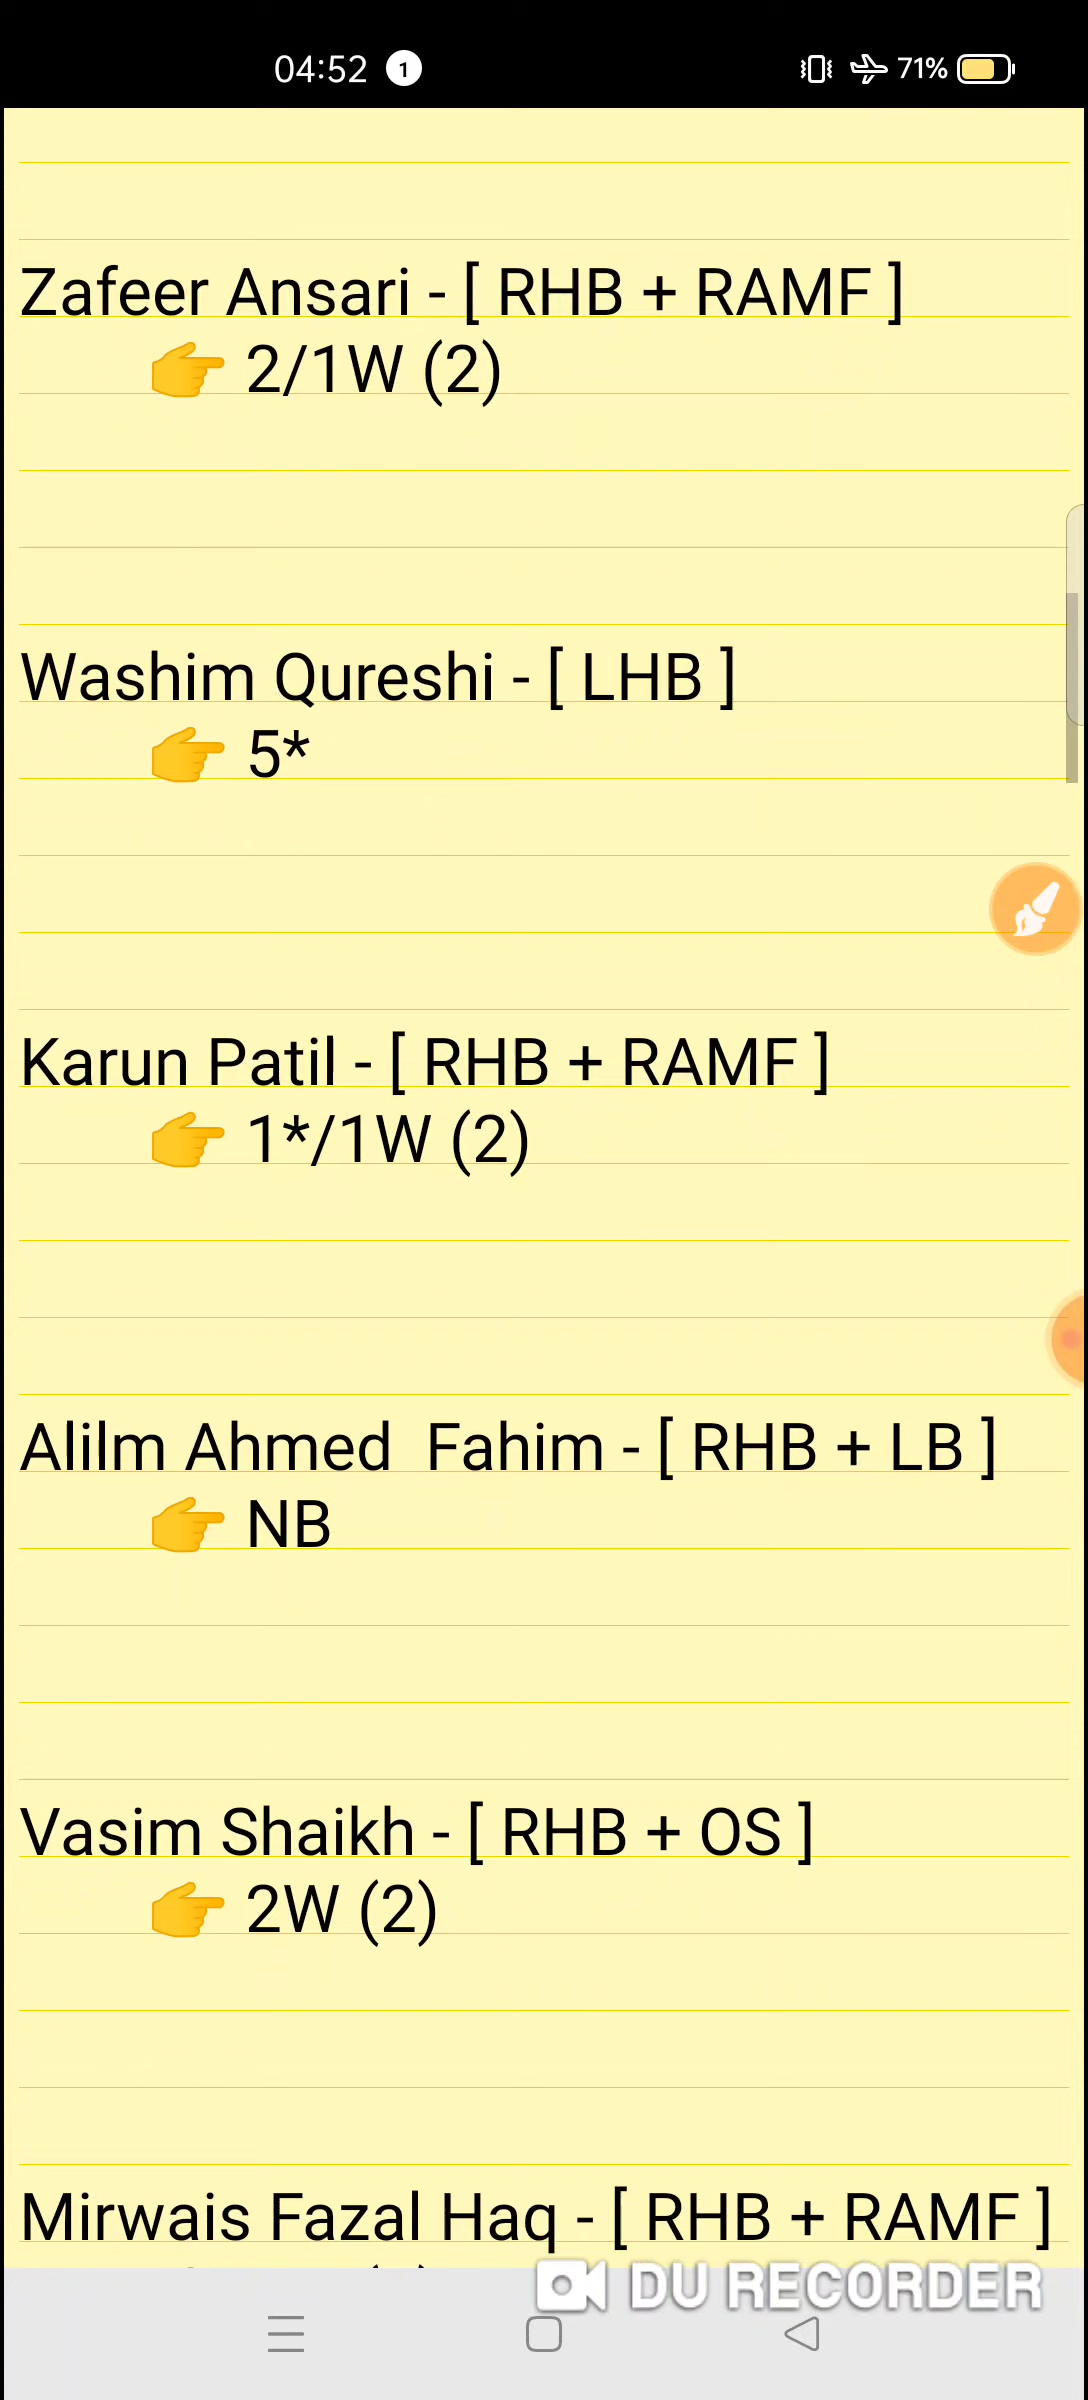 04:52 1 71%
Zafeer Ansari - [ RHB + RAMF ]
👉 2/1W (2)
Washim Qureshi - [ LHB ]
👉 5*
Karun Patil - [ RHB + RAMF ]
👉 1*/1W (2)
Alilm Ahmed  Fahim - [ RHB + LB ]
👉 NB
Vasim Shaikh - [ RHB + OS ]
👉 2W (2)
Mirwais Fazal Haq - [ RHB + RAMF ]
DU RECORDER